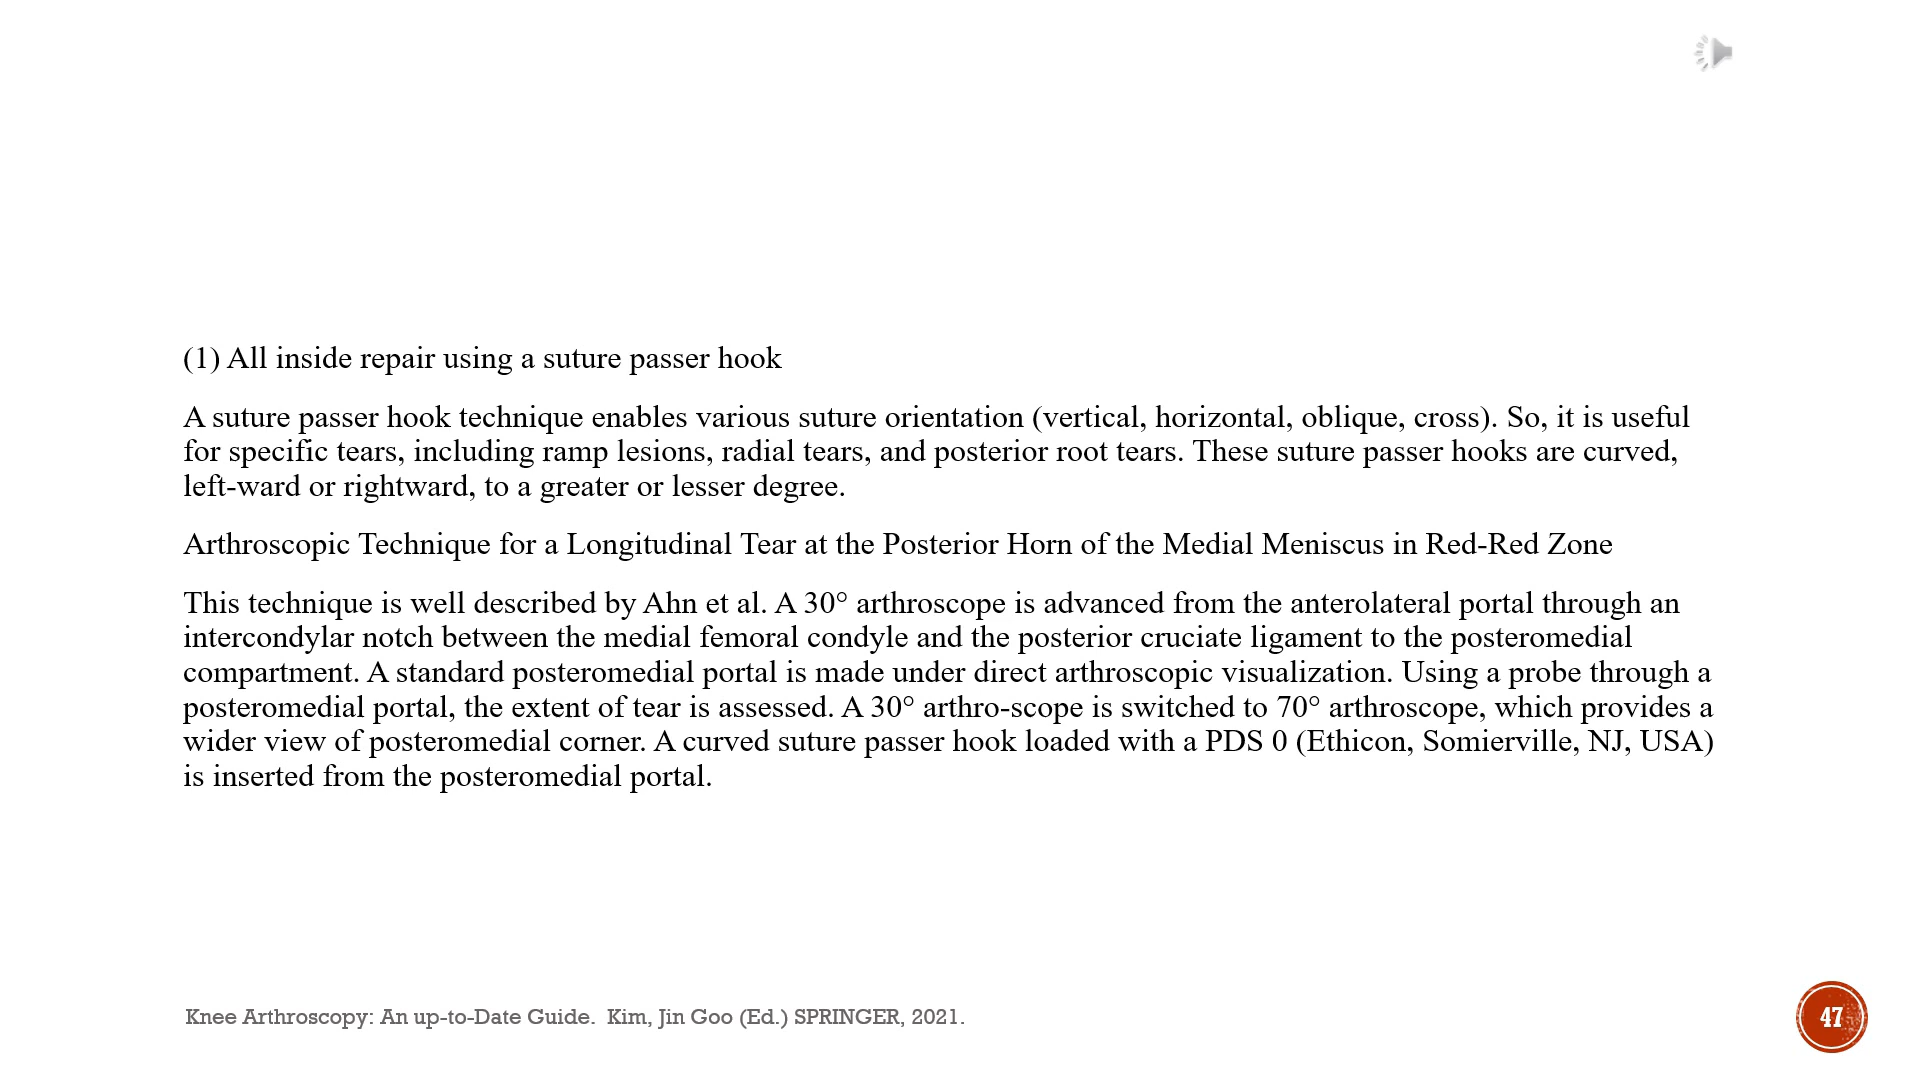 (1) All inside repair using a suture passer hook
A suture passer hook technique enables various suture orientation (vertical, horizontal, oblique, cross). So, it is useful
for specific tears, including ramp lesions, radial tears, and posterior root tears. These suture passer hooks are curved,
left-ward or rightward, to a greater or lesser degree.
Arthroscopic Technique for a Longitudinal Tear at the Posterior Horn of the Medial Meniscus in Red-Red Zone
This technique is well described by Ahn et al. A 30° arthroscope is advanced from the anterolateral portal through an
intercondylar notch between the medial femoral condyle and the posterior cruciate ligament to the posteromedial
compartment. A standard posteromedial portal is made under direct arthroscopic visualization. Using a probe through a
posteromedial portal, the extent of tear is assessed. A 30° arthro-scope is switched to 70° arthroscope, which provides a
wider view of posteromedial corner. A curved suture passer hook loaded with a PDS 0 (Ethicon, Somierville, NJ, USA)
is inserted from the posteromedial portal.
Knee Arthroscopy: An up-to-Date Guide.  Kim, Jin Goo (Ed.) SPRINGER, 2021.
47